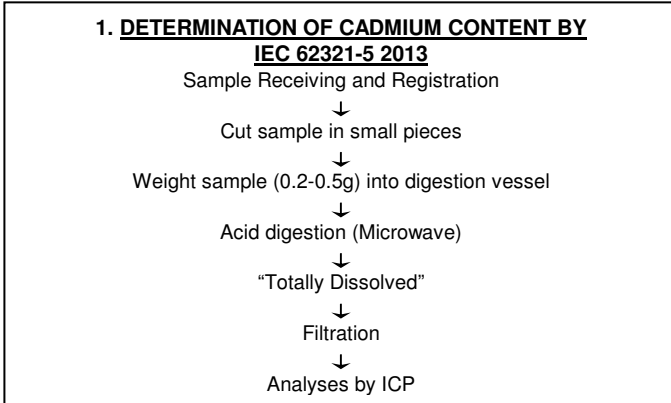 1. DETERMINATION OF CADMIUM CONTENT BY
IEC 62321-5 2013
Sample Receiving and Registration
↓
Cut sample in small pieces
↓
Weight sample (0.2-0.5g) into digestion vessel
↓
Acid digestion (Microwave)
↓
“Totally Dissolved”
↓
Filtration
↓
Analyses by ICP